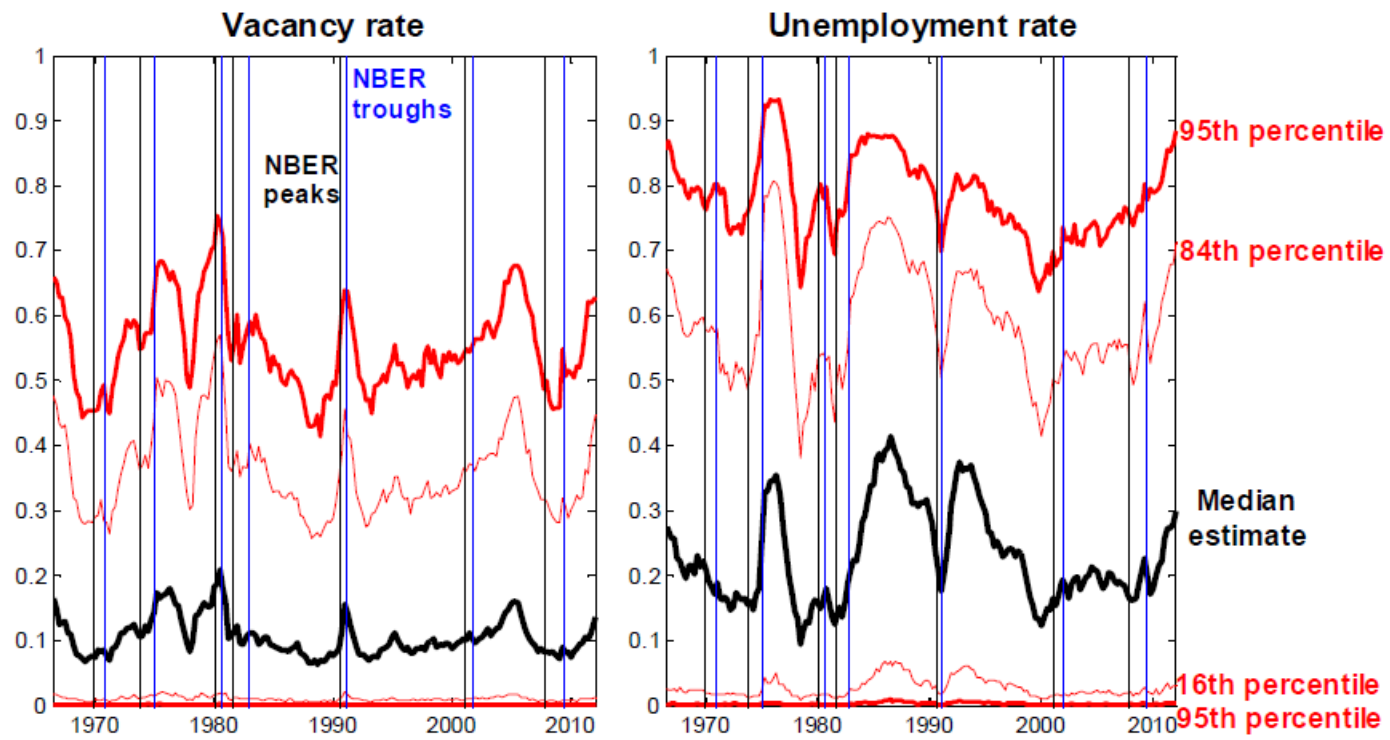 Vacancy rate
Unemployment rate
1
0.9
0.8
0.7
0.6
0.5
0.4
0.3
0.2
0.1
0
1970
1980
1990
2000
2010
NBER
troughs
NBER
peaks
1
0.9
0.8
0.7
0.6
0.5
0.4
0.3
0.2
0.1
0
1970
1980
1990
2000
2010
95th percentile
84th percentile
Median
estimate
16th percentile
95th percentile